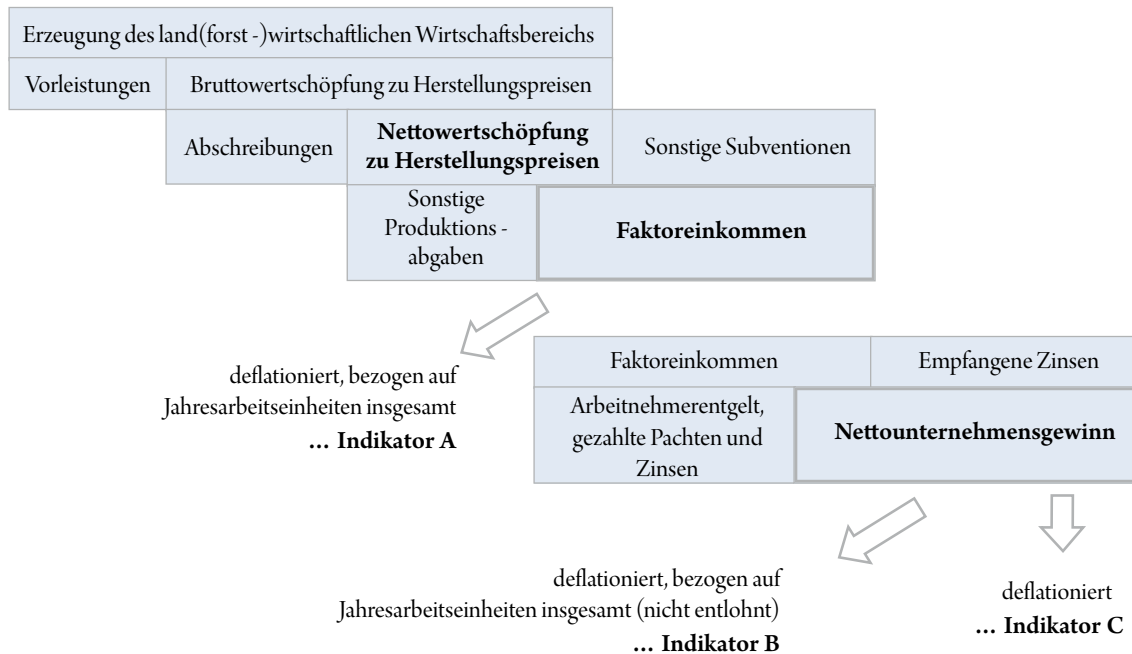 Erzeugung des land(forst -)wirtschaftlichen Wirtschaftsbereichs
Vorleistungen
Bruttowertschöpfung zu Herstellungspreisen
Abschreibungen
Nettowertschöpfung
zu Herstellungspreisen
Sonstige Subventionen
Sonstige
Produktions -
abgaben
Faktoreinkommen
deflationiert, bezogen auf
Jahresarbeitseinheiten insgesamt
... Indikator A
Faktoreinkommen
Empfangene Zinsen
Arbeitnehmerentgelt,
gezahlte Pachten und
Zinsen
Nettounternehmensgewinn
deflationiert, bezogen auf
Jahresarbeitseinheiten insgesamt (nicht entlohnt)
... Indikator B
deflationiert
... Indikator C